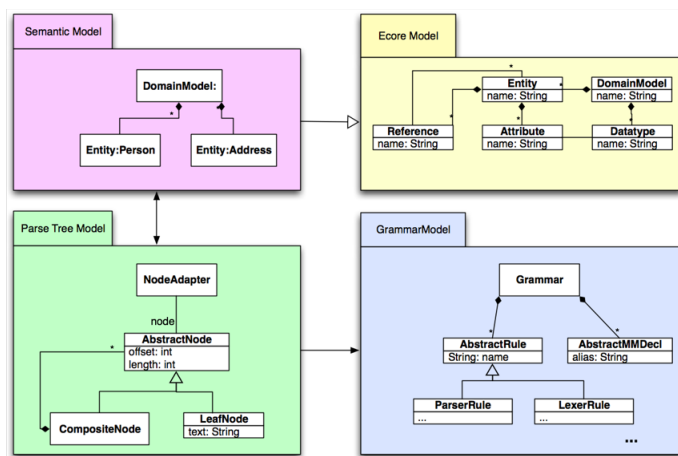 Semantic Model
DomainModel:
*
*
Entity:Person
Entity:Address
Ecore Model
*
Entity
name: String
*
DomainModel
name: String
*
*
*
Reference
name: String
Attribute
name: String
Datatype
name: String
Parse Tree Model
NodeAdapter
node
AbstractNode
offset: int
length: int
*
CompositeNode
LeafNode
text: String
GrammarModel
Grammar
*
*
AbstractRule
String: name
AbstractMMDecl
alias: String
ParserRule
...
LexerRule
...
...